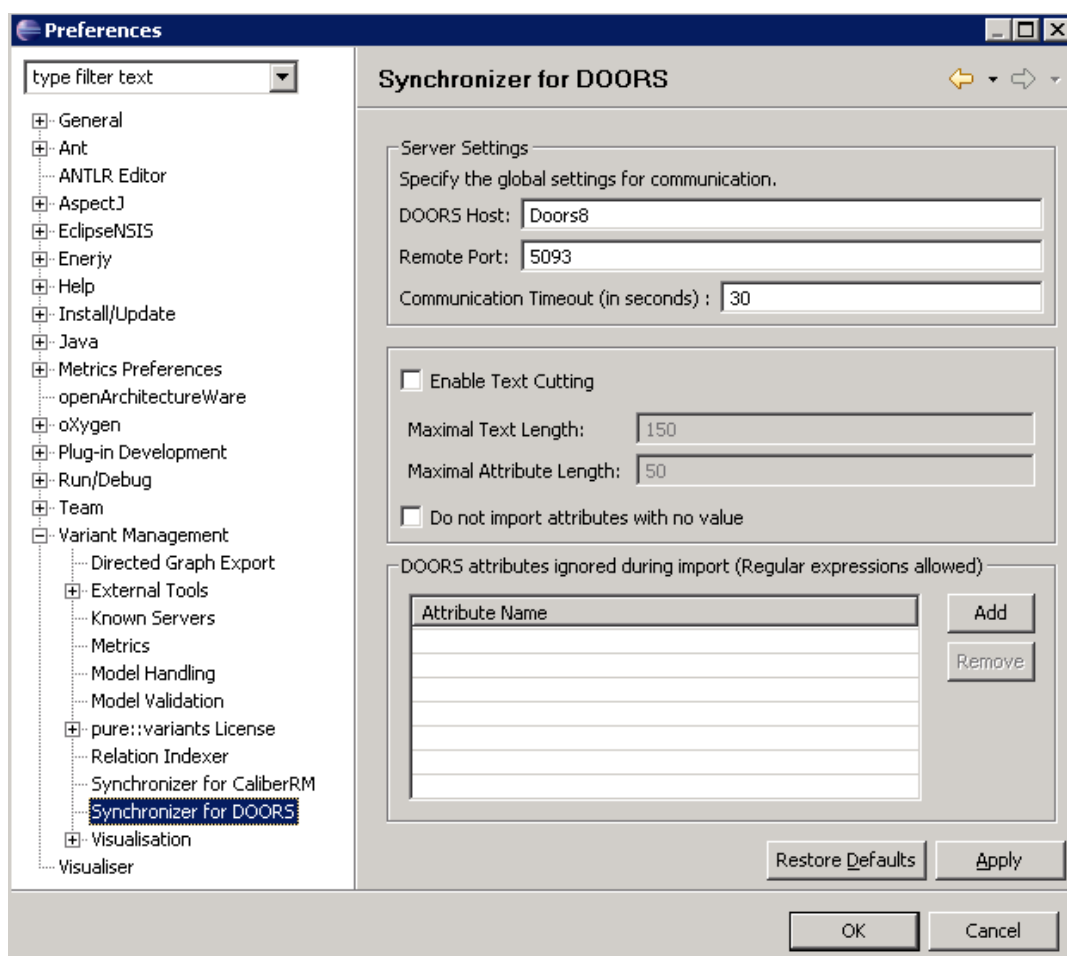 Preferences
type filter text
General
Ant
ANTLR Editor
AspectJ
EclipseNSIS
Enerjy
Help
Install/Update
Java
Metrics Preferences
openArchitectureWare
oXygen
Plug-in Development
Run/Debug
Team
Variant Management
Directed Graph Export
External Tools
Known Servers
Metrics
Model Handling
Model Validation
pure::variants License
Relation Indexer
Synchronizer for CaliberRM
Synchronizer for DOORS
Visualisation
Visualiser
Synchronizer for DOORS
Server Settings
Specify the global settings for communication.
DOORS Host: Doors8
Remote Port: 5093
Communication Timeout (in seconds) : 30
Enable Text Cutting
Maximal Text Length: 150
Maximal Attribute Length: 50
Do not import attributes with no value
DOORS attributes ignored during import (Regular expressions allowed)
Attribute Name
Add
Remove
Restore Defaults
Apply
OK
Cancel